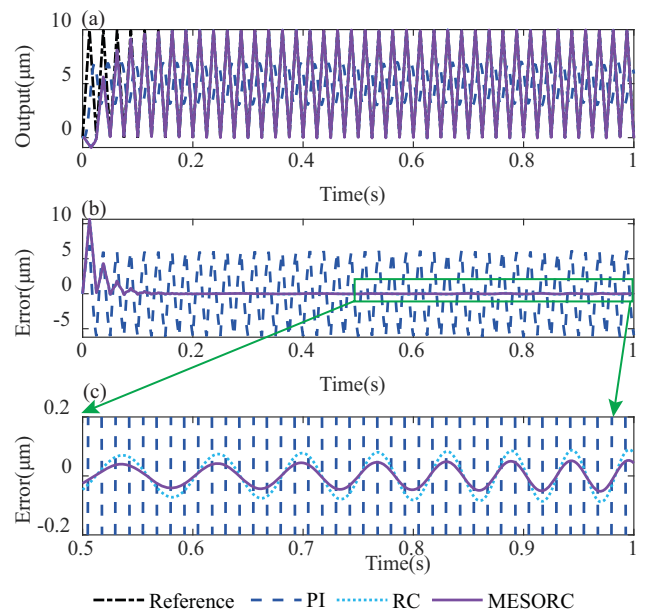 (a)
10
5
0
Output(μm)
0 0.2 0.4 0.6 0.8 1
Time(s)
(b)
10
5
0
-5
Error(μm)
0 0.2 0.4 0.6 0.8 1
Time(s)
(c)
0.2
0
-0.2
Error(μm)
0.5 0.6 0.7 0.8 0.9 1
Time(s)
Reference PI RC MESORC